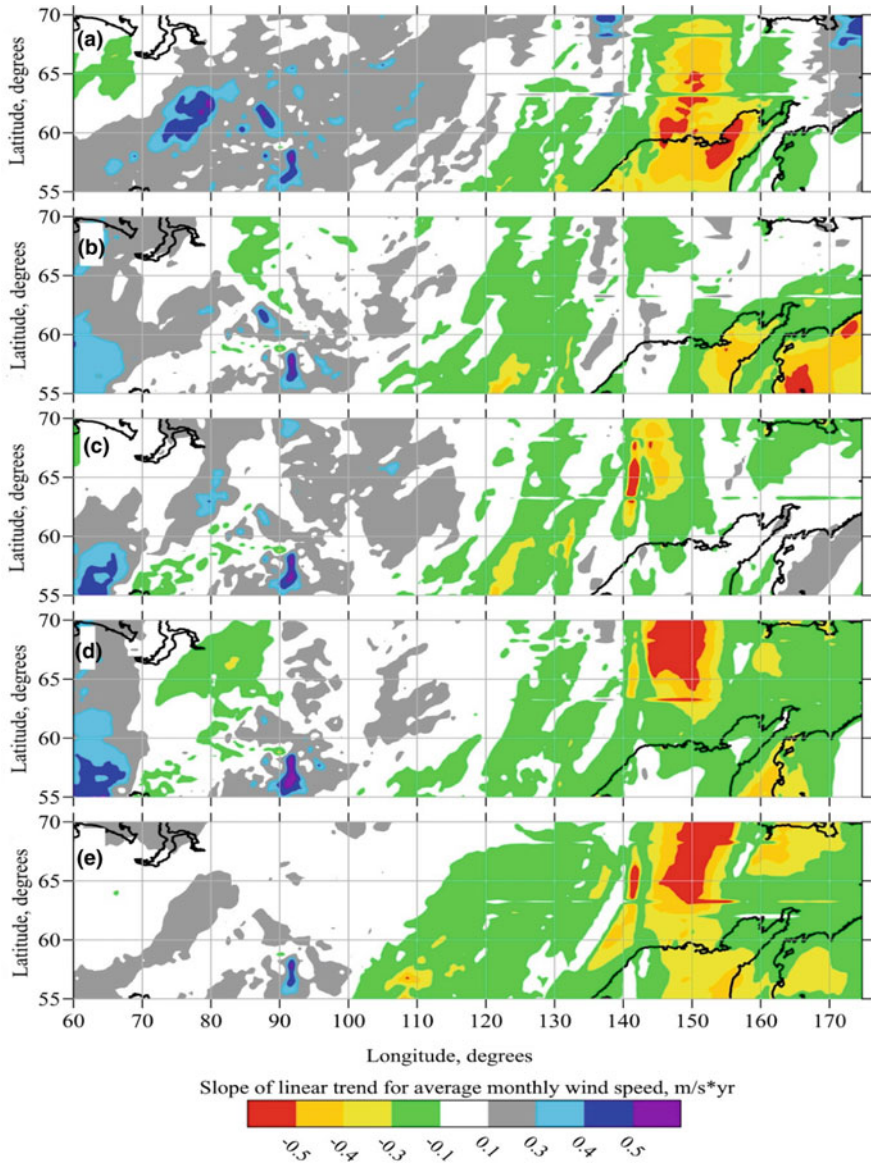 70
(a)
65
60
55
Latitude, degrees
70
(b)
65
60
55
Latitude, degrees
70
(c)
65
60
55
Latitude, degrees
70
(d)
65
60
55
Latitude, degrees
70
(e)
65
60
55
Latitude, degrees
60 70 80 90 100 110 120 130 140 150 160 170
Longitude, degrees
Slope of linear trend for average monthly wind speed, m/s*yr
-0.5 -0.4 -0.3 -0.1 0.1 0.3 0.4 0.5